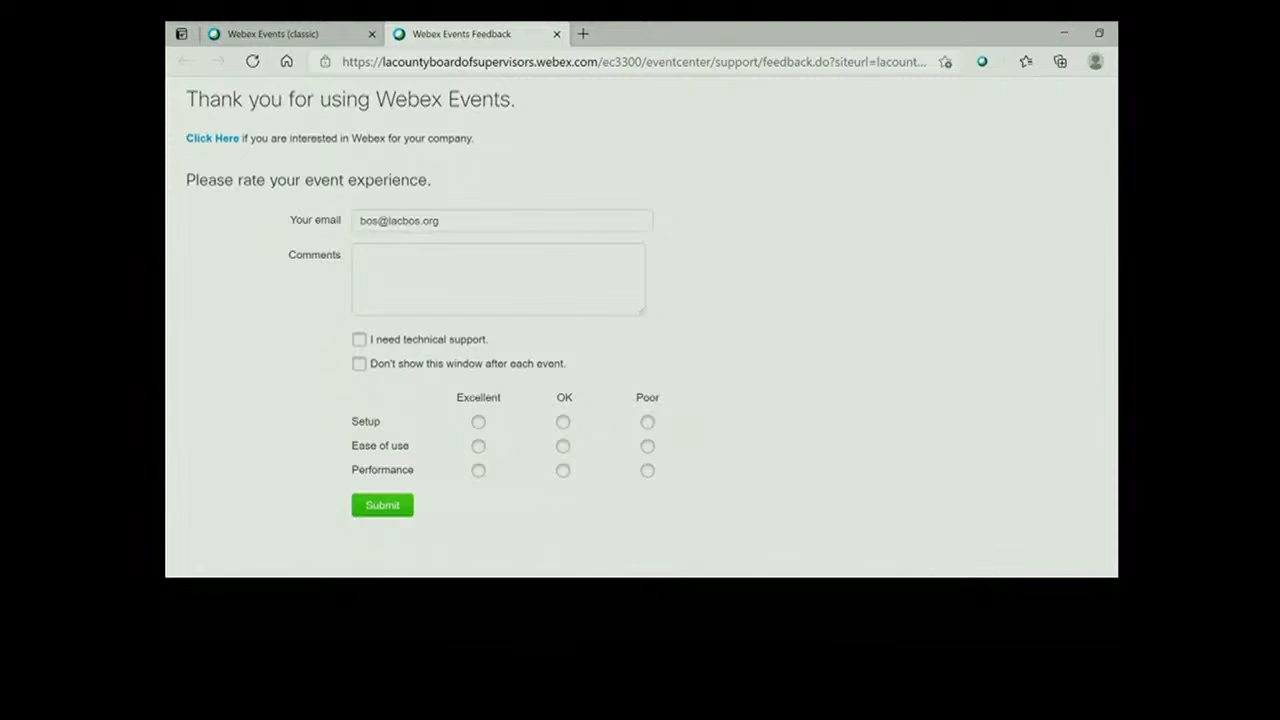 Webex Events (classic)
Webex Events Feedback
https://lacountyboardofsupervisors.webex.com/ec3300/eventcenter/support/feedback.do?siteurl=lacount...
Thank you for using Webex Events.
Click Here if you are interested in Webex for your company.
Please rate your event experience.
Your email bos@lacbos.org
Comments
I need technical support.
Don't show this window after each event.
Excellent OK Poor
Setup
Ease of use
Performance
Submit